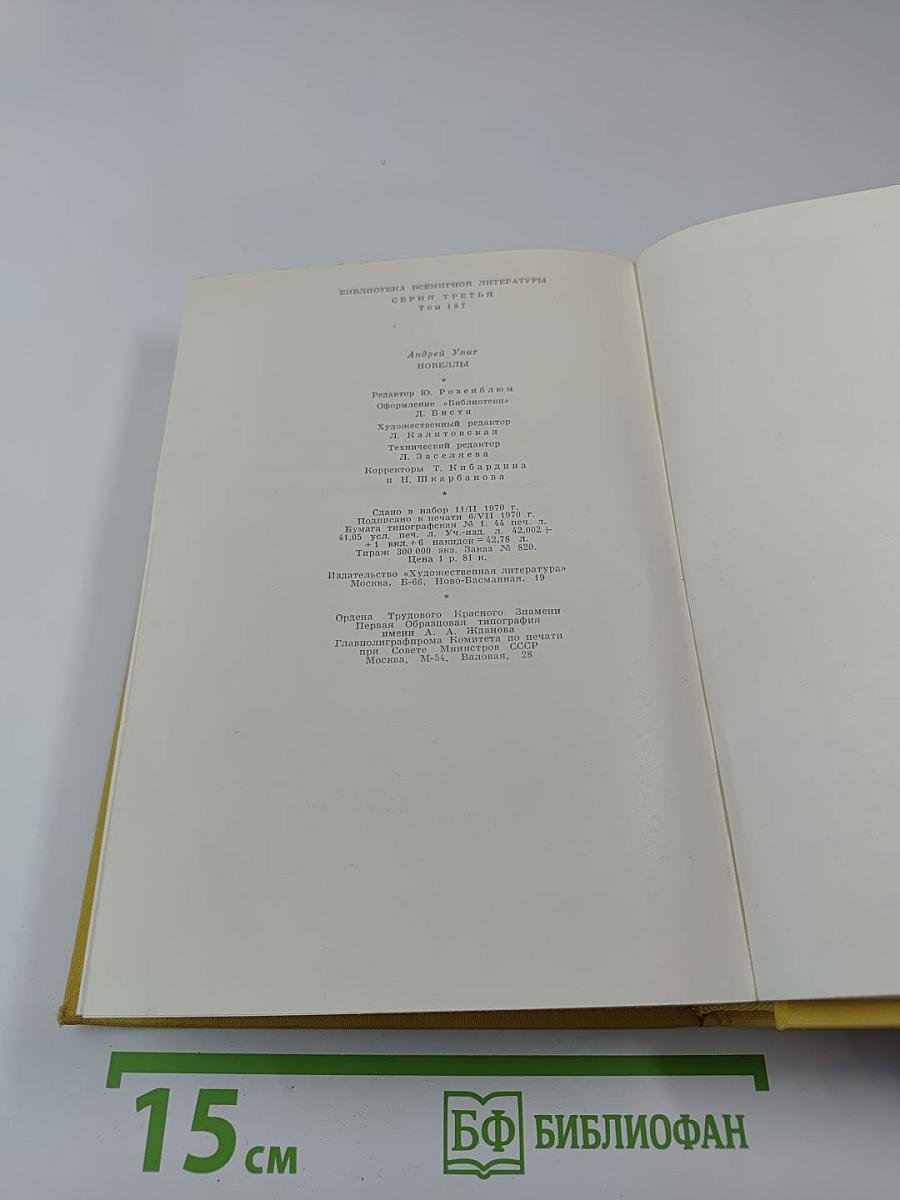 БИБЛИОТЕКА ВСЕМИРНОЙ ЛИТЕРАТУРЫ
СЕРИЯ ТРЕТЬЯ
Том 187
Андрей Упит
НОВЕЛЛЫ
*
Редактор Ю. Розенблюм
Оформление «Библиотеки»
Д. Бисти
Художественный редактор
Л. Калитовская
Технический редактор
Л. Заселяева
Корректоры Т. Кибардина
и Н. Шкарбанова
*
Сдано в набор 11/II 1970 г.
Подписано к печати 6/VII 1970 г.
Бумага типографская № 1. 44 печ. л.
41,05 усл. печ. л. Уч.-изд. л. 42,002 +
+ 1 вкл.+ 6 накидок = 42,78 л.
Тираж 300 000 экз. Заказ № 820.
Цена 1 р. 81 к.
Издательство «Художественная литература»
Москва, Б-66, Ново-Басманная, 19
*
Ордена Трудового Красного Знамени
Первая Образцовая типография
имени А. А. Жданова
Главполиграфпрома Комитета по печати
при Совете Министров СССР
Москва, М-54, Валовая, 28
15 см
БФ БИБЛИОФАН